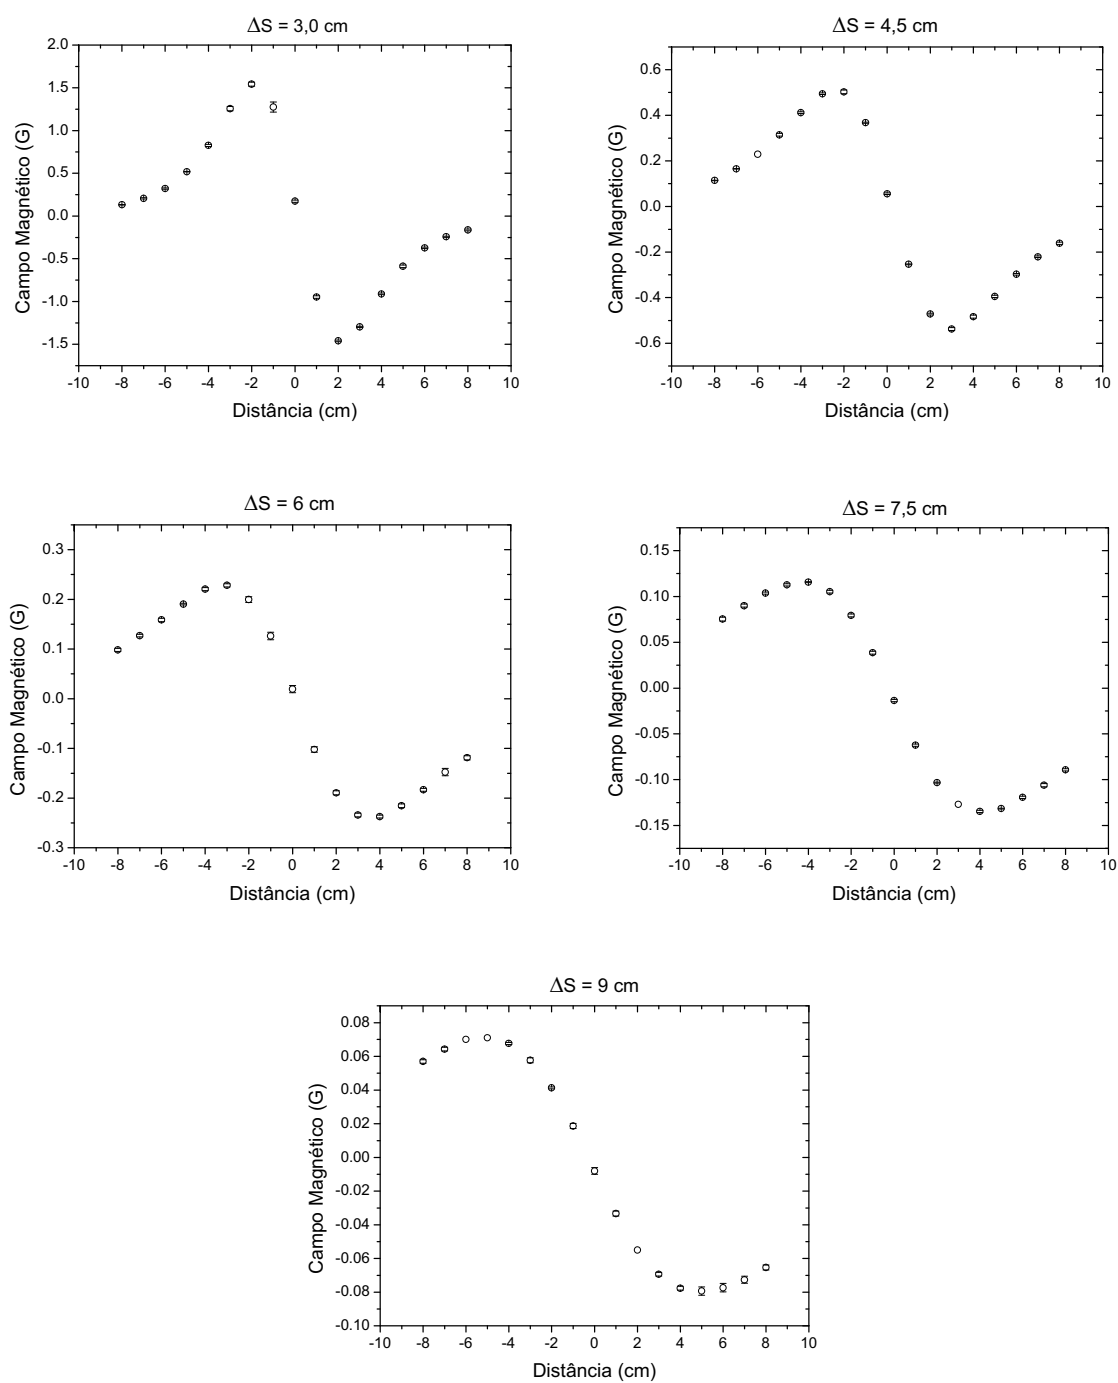 ΔS = 3,0 cm
2.0
1.5
1.0
0.5
0.0
-0.5
-1.0
-1.5
-10 -8 -6 -4 -2 0 2 4 6 8 10
Campo Magnético (G)
Distância (cm)
ΔS = 4,5 cm
0.6
0.4
0.2
0.0
-0.2
-0.4
-0.6
-10 -8 -6 -4 -2 0 2 4 6 8 10
Campo Magnético (G)
Distância (cm)
ΔS = 6 cm
0.3
0.2
0.1
0.0
-0.1
-0.2
-0.3
-10 -8 -6 -4 -2 0 2 4 6 8 10
Campo Magnético (G)
Distância (cm)
ΔS = 7,5 cm
0.15
0.10
0.05
0.00
-0.05
-0.10
-0.15
-10 -8 -6 -4 -2 0 2 4 6 8 10
Campo Magnético (G)
Distância (cm)
ΔS = 9 cm
0.08
0.06
0.04
0.02
0.00
-0.02
-0.04
-0.06
-0.08
-0.10
-10 -8 -6 -4 -2 0 2 4 6 8 10
Campo Magnético (G)
Distância (cm)